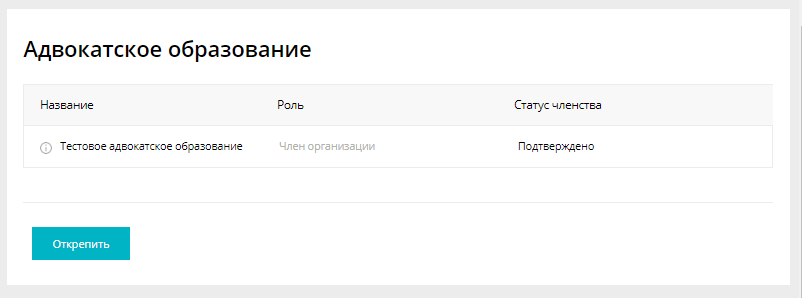 Адвокатское образование
Название Роль Статус членства
Тестовое адвокатское образование Член организации Подтверждено
Открепить